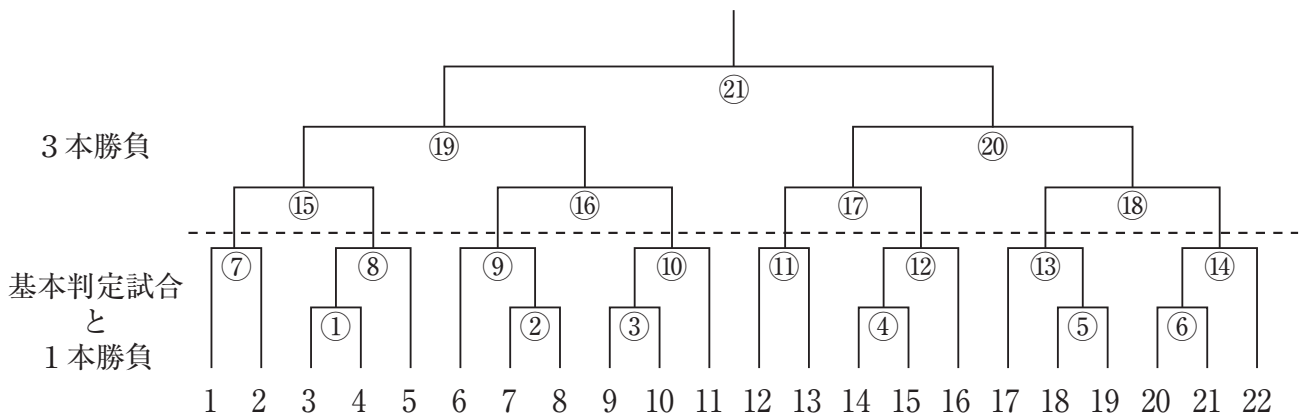 ㉑
3本勝負
⑲ ⑳
⑮ ⑯ ⑰ ⑱
⑦ ⑧ ⑨ ⑩ ⑪ ⑫ ⑬ ⑭
基本判定試合
と
1本勝負
① ② ③ ④ ⑤ ⑥
1 2 3 4 5 6 7 8 9 10 11 12 13 14 15 16 17 18 19 20 21 22